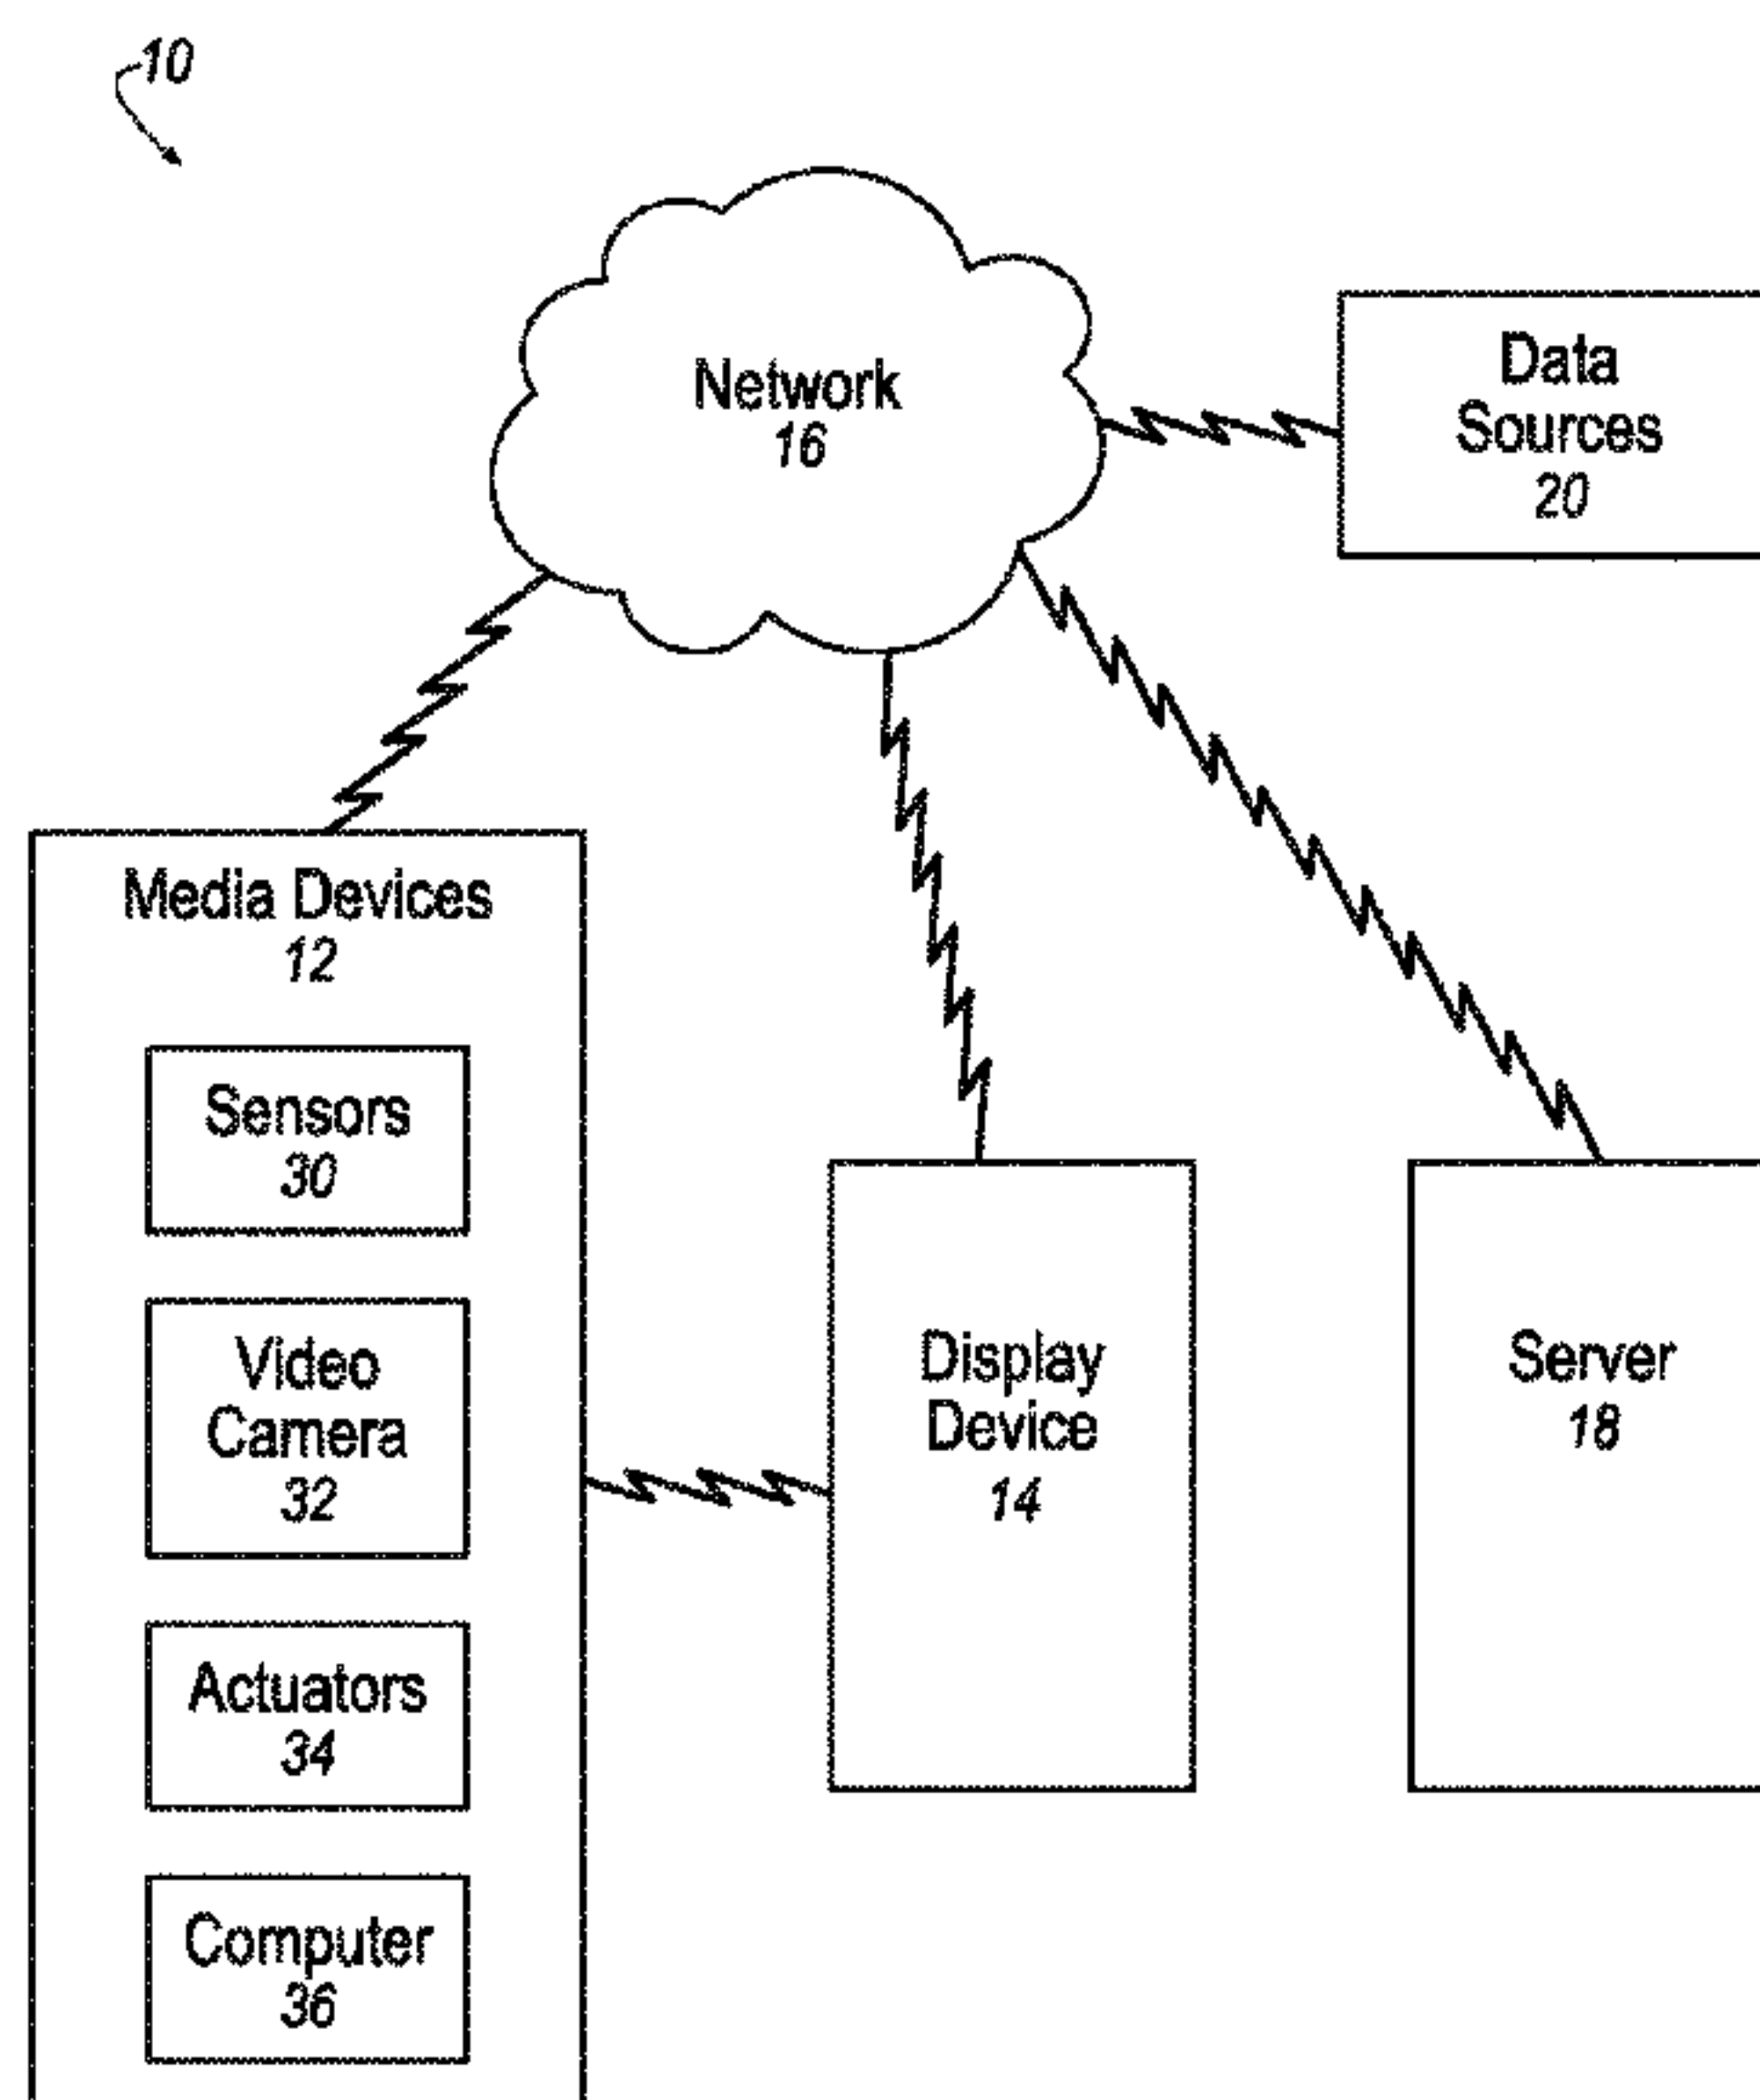 10
Network
16
Data
Sources
20
Media Devices
12
Sensors
30
Video
Camera
32
Actuators
34
Computer
36
Display
Device
14
Server
18